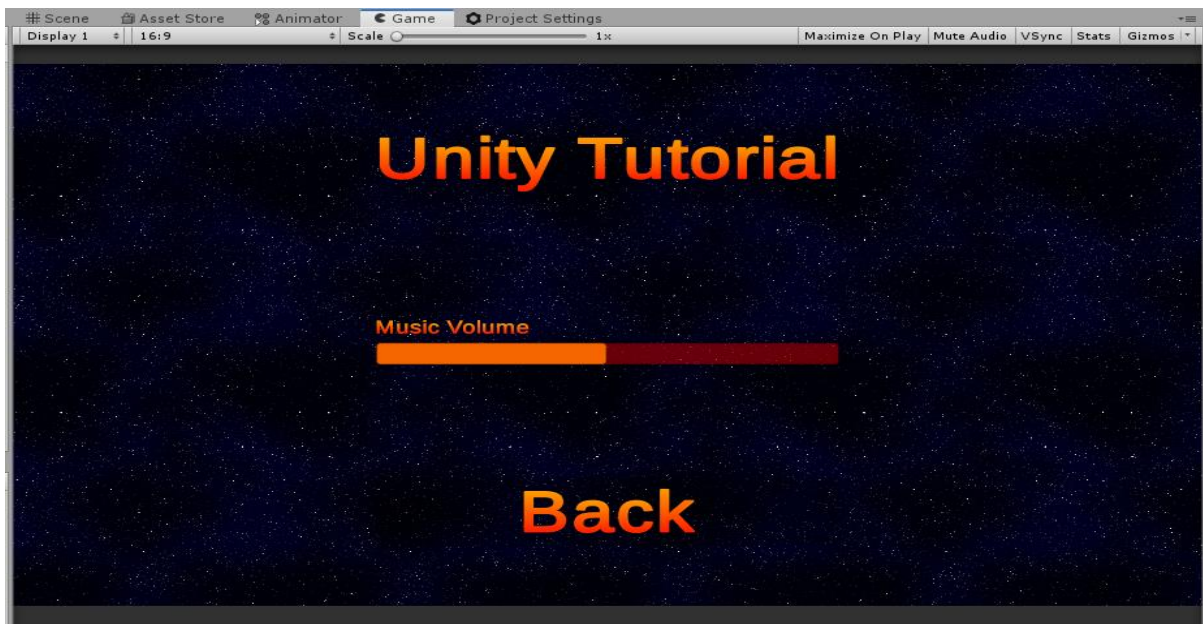 Scene Asset Store Animator Game Project Settings
Display 1 16:9 Scale 1x Maximize On Play Mute Audio VSync Stats Gizmos
Unity Tutorial
Music Volume
Back